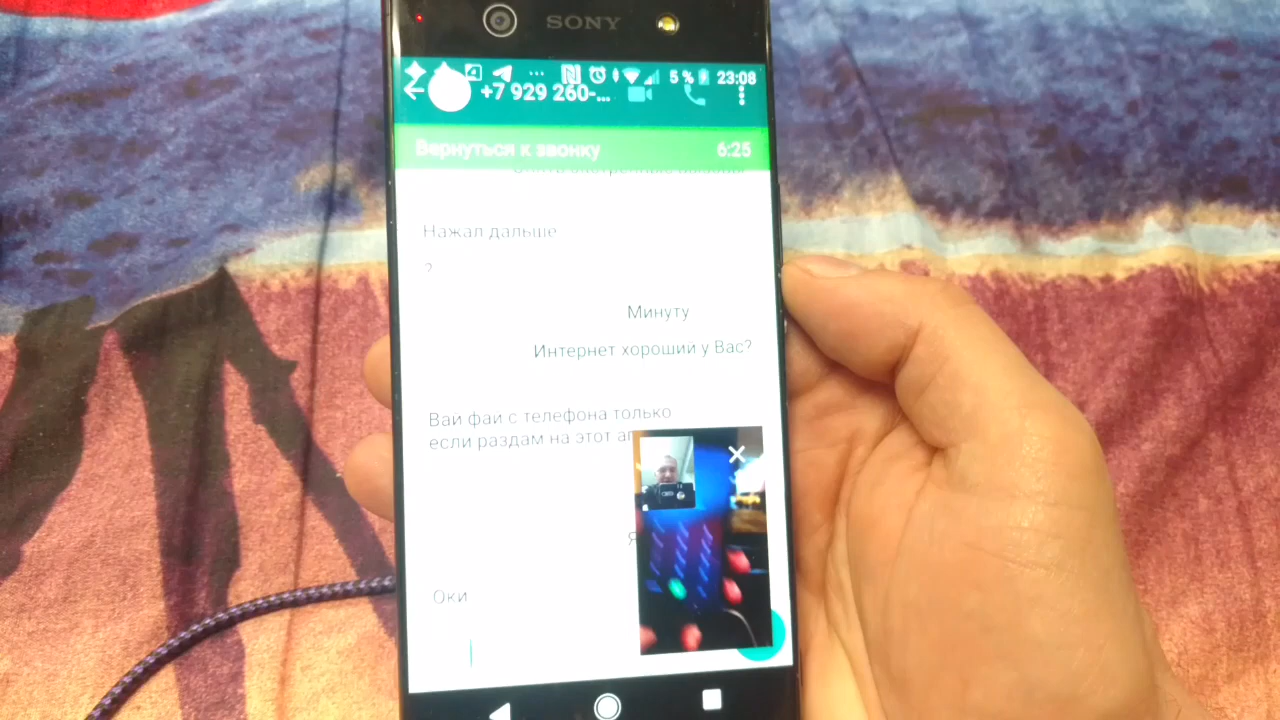 SONY
5 % 23:08
+7 929 260-...
Вернуться к звонку 6:25
Нажал дальше
?
Минуту
Интернет хороший у Вас?
Вай фаи с телефона только
если раздам на этот
Я
Оки